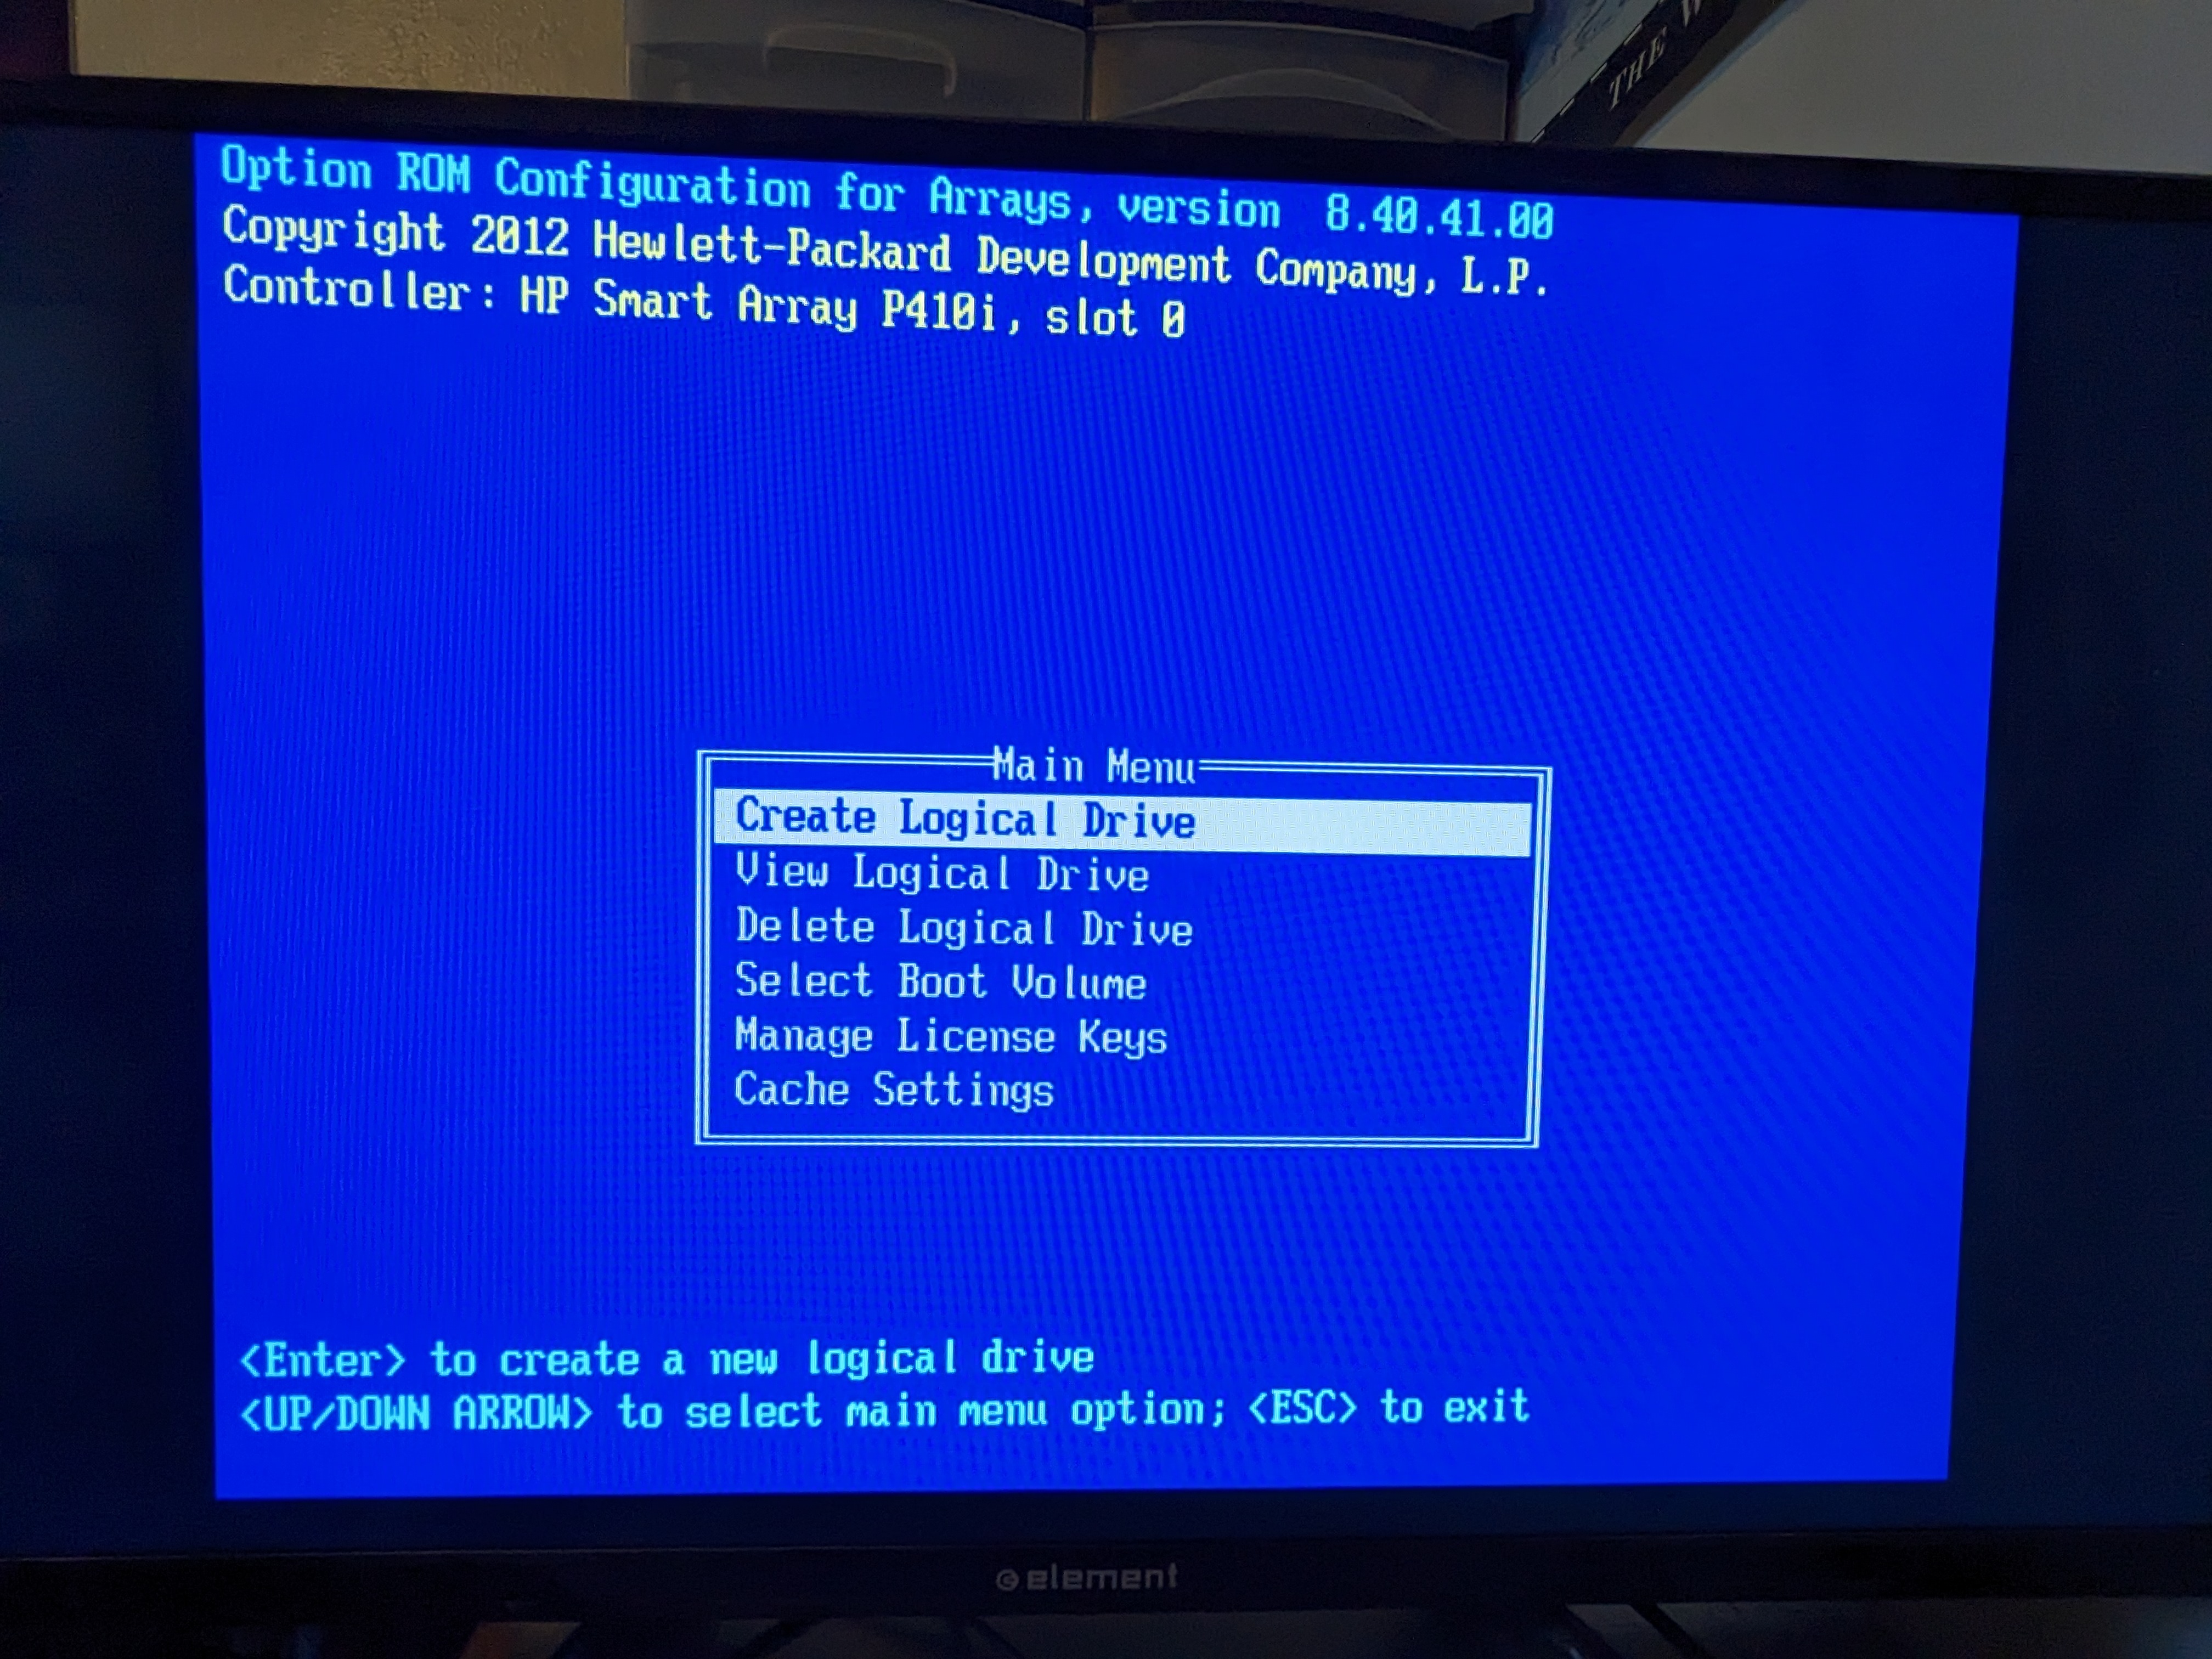 THE
Option ROM Configuration for Arrays, version  8.40.41.00
Copyright 2012 Hewlett-Packard Development Company, L.P.
Controller: HP Smart Array P410i, slot 0
Main Menu
Create Logical Drive
View Logical Drive
Delete Logical Drive
Select Boot Volume
Manage License Keys
Cache Settings
<Enter> to create a new logical drive
<UP/DOWN ARROW> to select main menu option; <ESC> to exit
element